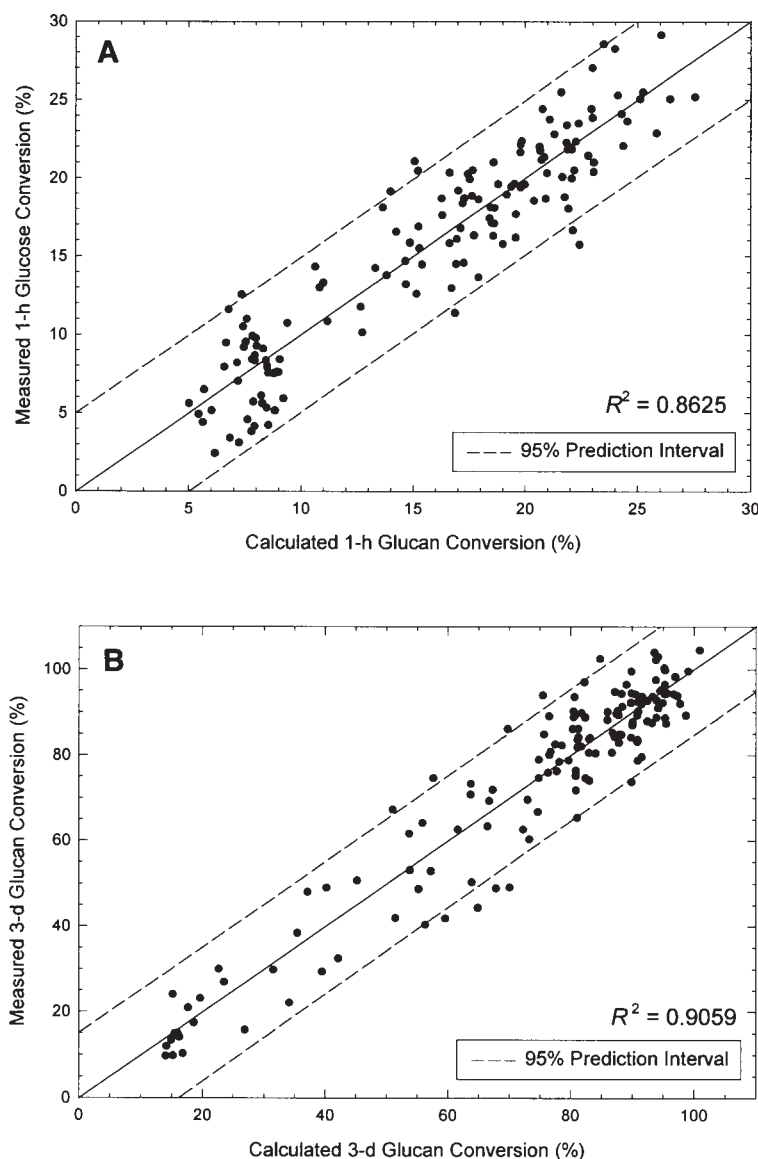 A
Measured 1-h Glucose Conversion (%)
30
25
20
15
10
5
0
R² = 0.8625
95% Prediction Interval
0 5 10 15 20 25 30
Calculated 1-h Glucan Conversion (%)
B
Measured 3-d Glucan Conversion (%)
100
80
60
40
20
0
R² = 0.9059
95% Prediction Interval
0 20 40 60 80 100
Calculated 3-d Glucan Conversion (%)